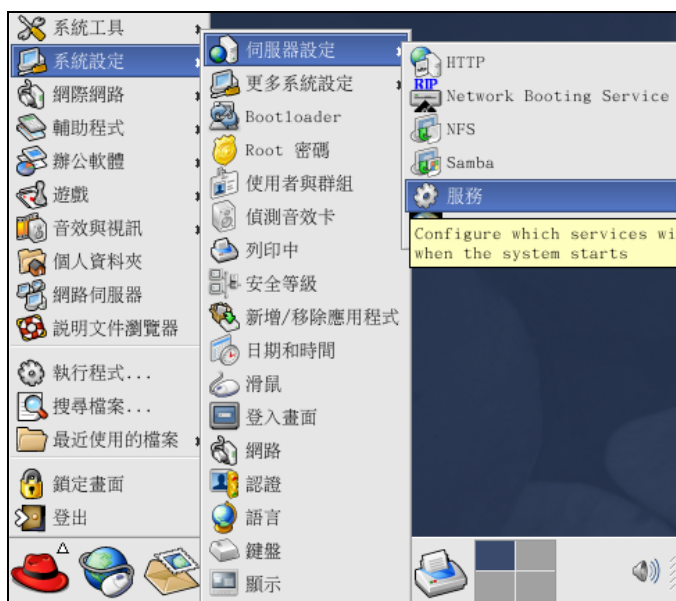 系統工具
系統設定
網際網路
輔助程式
辦公軟體
遊戲
音效與視訊
個人資料夾
網路伺服器
說明文件瀏覽器
執行程式...
搜尋檔案...
最近使用的檔案
鎖定畫面
登出
伺服器設定
更多系統設定
Bootloader
Root 密碼
使用者與群組
偵測音效卡
列印中
安全等級
新增/移除應用程式
日期和時間
滑鼠
登入畫面
網路
認證
語言
鍵盤
顯示
HTTP
RIP
Network Booting Service
NFS
Samba
服務
Configure which services wi
when the system starts